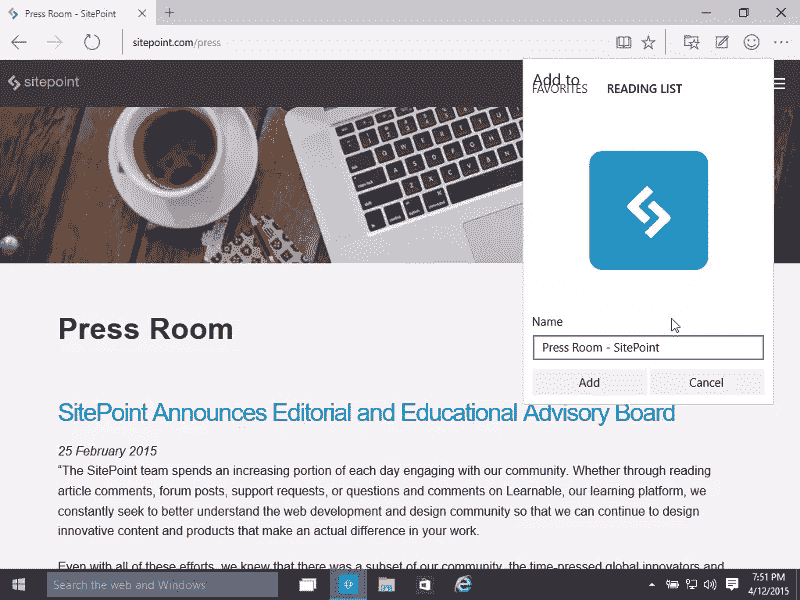 Press Room - SitePoint
sitepoint.com/press
sitepoint
Add to
FAVORITES
READING LIST
Name
Press Room - SitePoint
Add
Cancel
Press Room
SitePoint Announces Editorial and Educational Advisory Board
25 February 2015
“The SitePoint team spends an increasing portion of each day engaging with our community. Whether through reading
article comments, forum posts, support requests, or questions and comments on Learnable, our learning platform, we
constantly seek to better understand the web development and design community so that we can continue to design
innovative content and products that make an actual difference in your work.
Even with all of these efforts, we knew that there was a subset of our community, the time-pressed global innovators and
Search the web and Windows
7:51 PM
4/12/2015